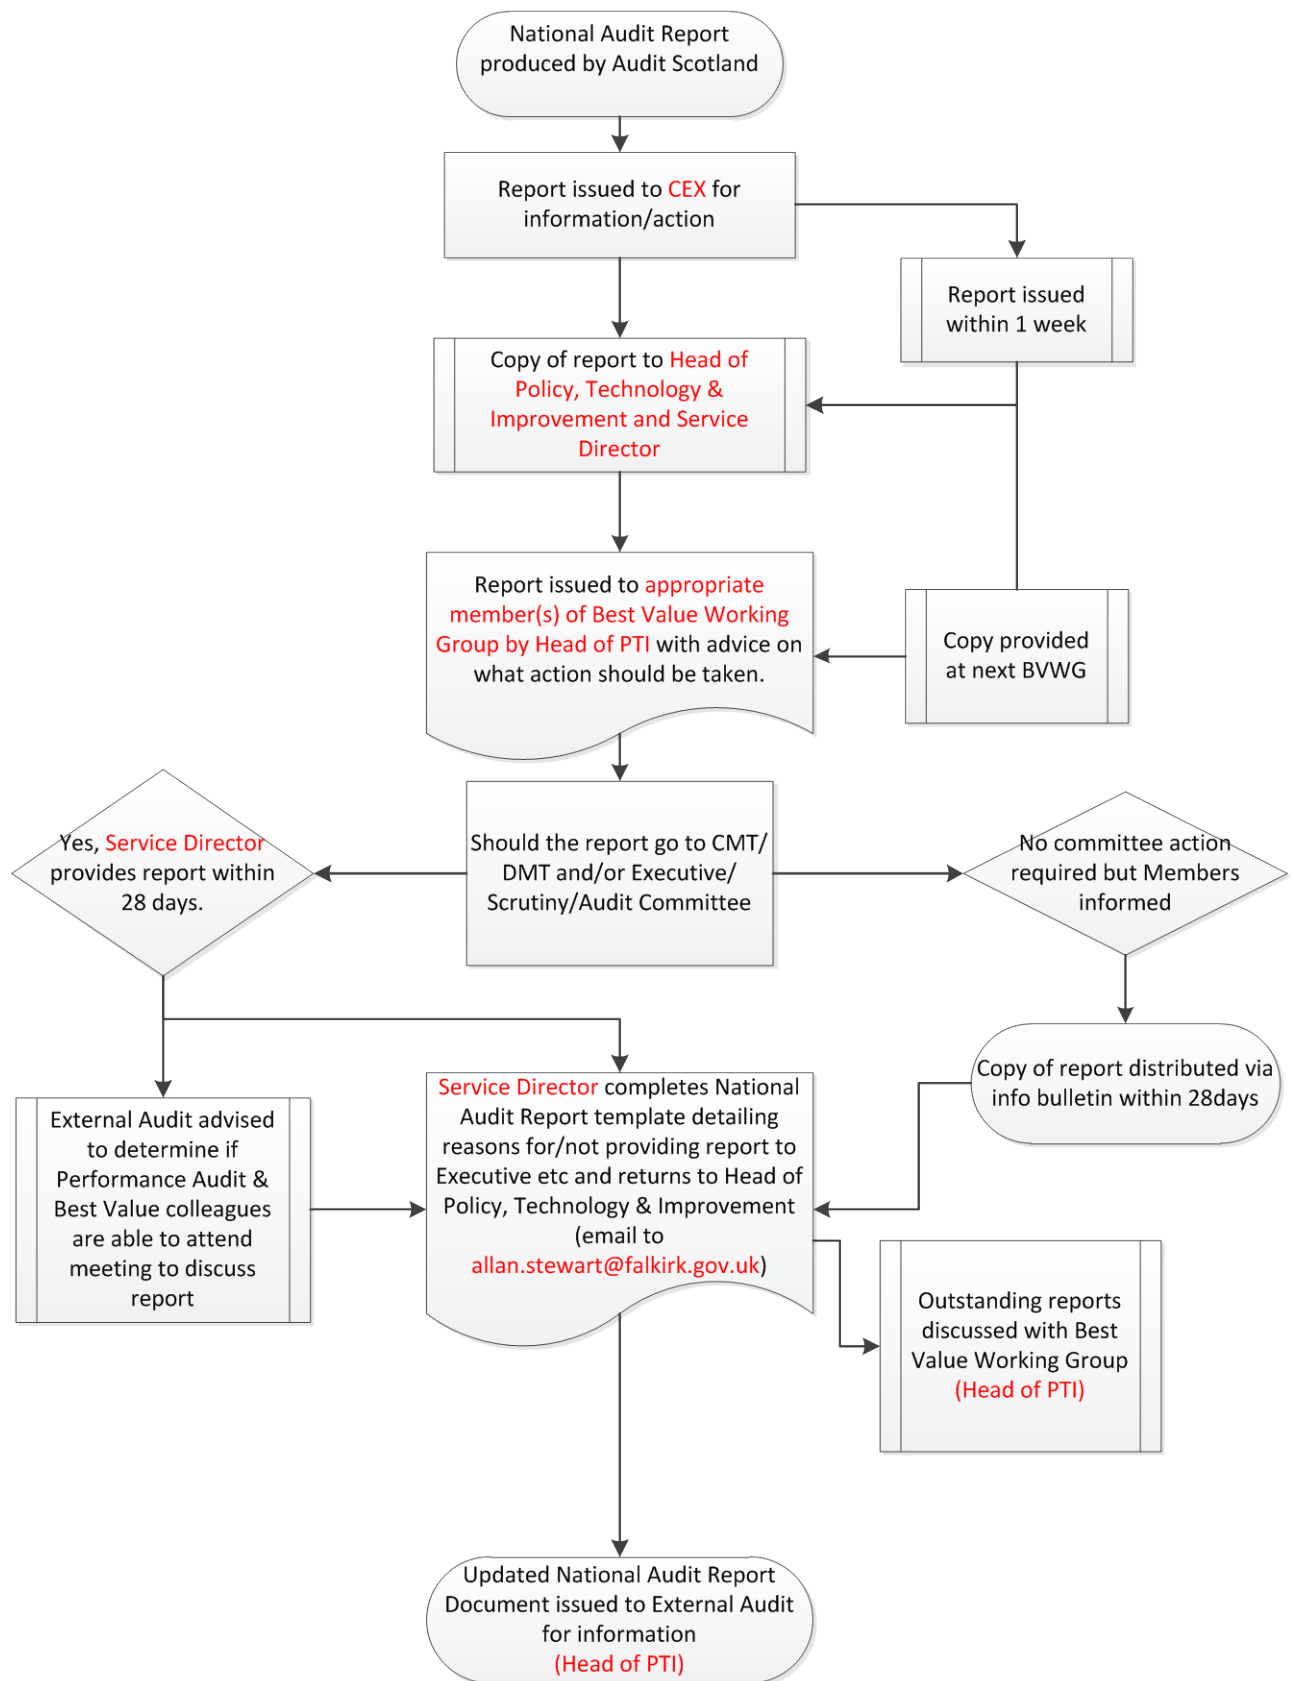 National Audit Report
produced by Audit Scotland
Report issued to CEX for
information/action
Report issued
within 1 week
Copy of report to Head of
Policy, Technology &
Improvement and Service
Director
Report issued to appropriate
member(s) of Best Value Working
Group by Head of PTI with advice on
what action should be taken.
Copy provided
at next BVWG
Yes, Service Director
provides report within
28 days.
Should the report go to CMT/
DMT and/or Executive/
Scrutiny/Audit Committee
No committee action
required but Members
informed
Copy of report distributed via
info bulletin within 28days
External Audit advised
to determine if
Performance Audit &
Best Value colleagues
are able to attend
meeting to discuss
report
Service Director completes National
Audit Report template detailing
reasons for/not providing report to
Executive etc and returns to Head of
Policy, Technology & Improvement
(email to
allan.stewart@falkirk.gov.uk)
Outstanding reports
discussed with Best
Value Working Group
(Head of PTI)
Updated National Audit Report
Document issued to External Audit
for information
(Head of PTI)